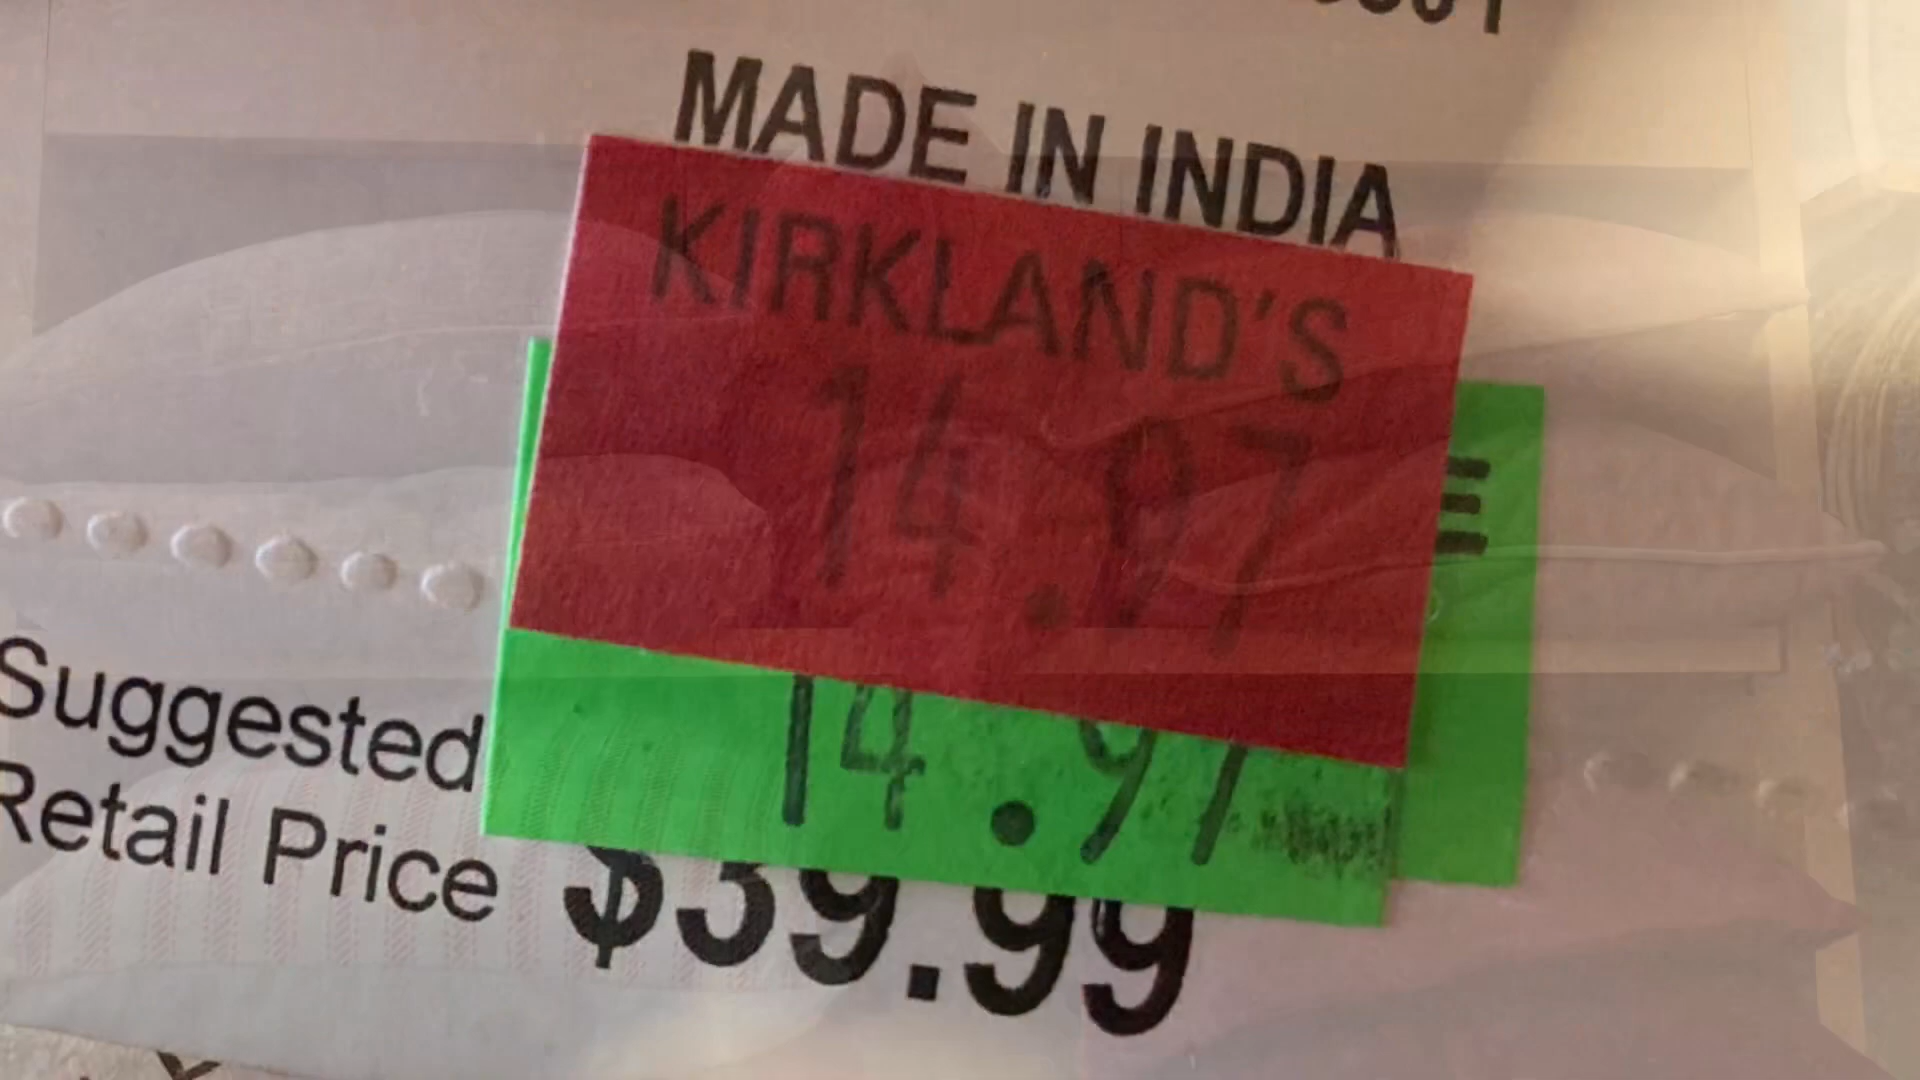 MADE IN INDIA
KIRKLAND'S
14.97
14.97
Suggested
Retail Price $39.99